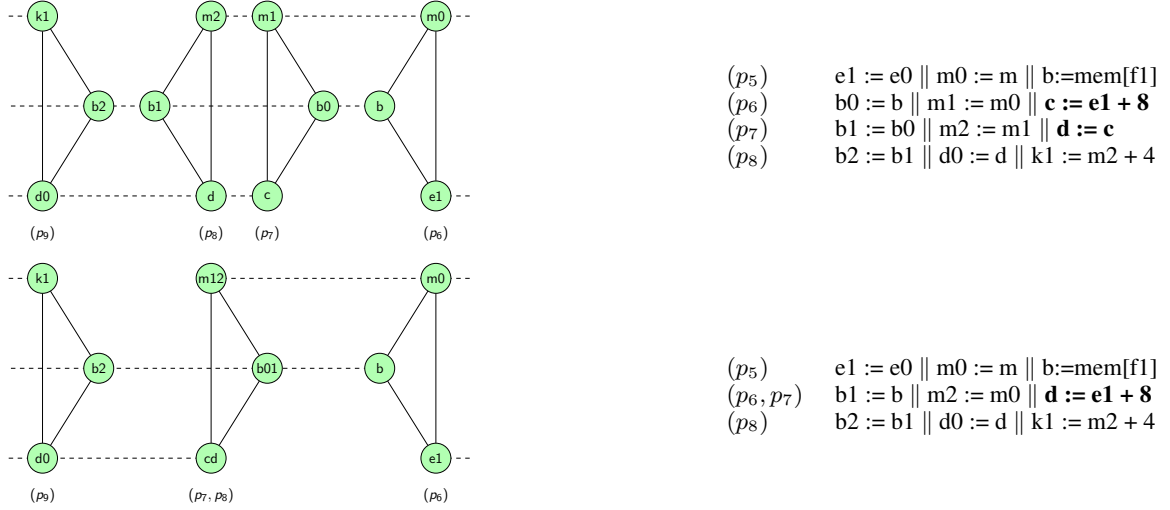 k1 m2 m1 m0
b2 b1 b0 b
d0 d c e1
(p9) (p8) (p7) (p6)
k1 m12 m0
b2 b01 b
d0 cd e1
(p9) (p7, p8) (p6)
(p5) e1 := e0 ∥ m0 := m ∥ b:=mem[f1]
(p6) b0 := b ∥ m1 := m0 ∥ c := e1 + 8
(p7) b1 := b0 ∥ m2 := m1 ∥ d := c
(p8) b2 := b1 ∥ d0 := d ∥ k1 := m2 + 4
(p5) e1 := e0 ∥ m0 := m ∥ b:=mem[f1]
(p6, p7) b1 := b ∥ m2 := m0 ∥ d := e1 + 8
(p8) b2 := b1 ∥ d0 := d ∥ k1 := m2 + 4